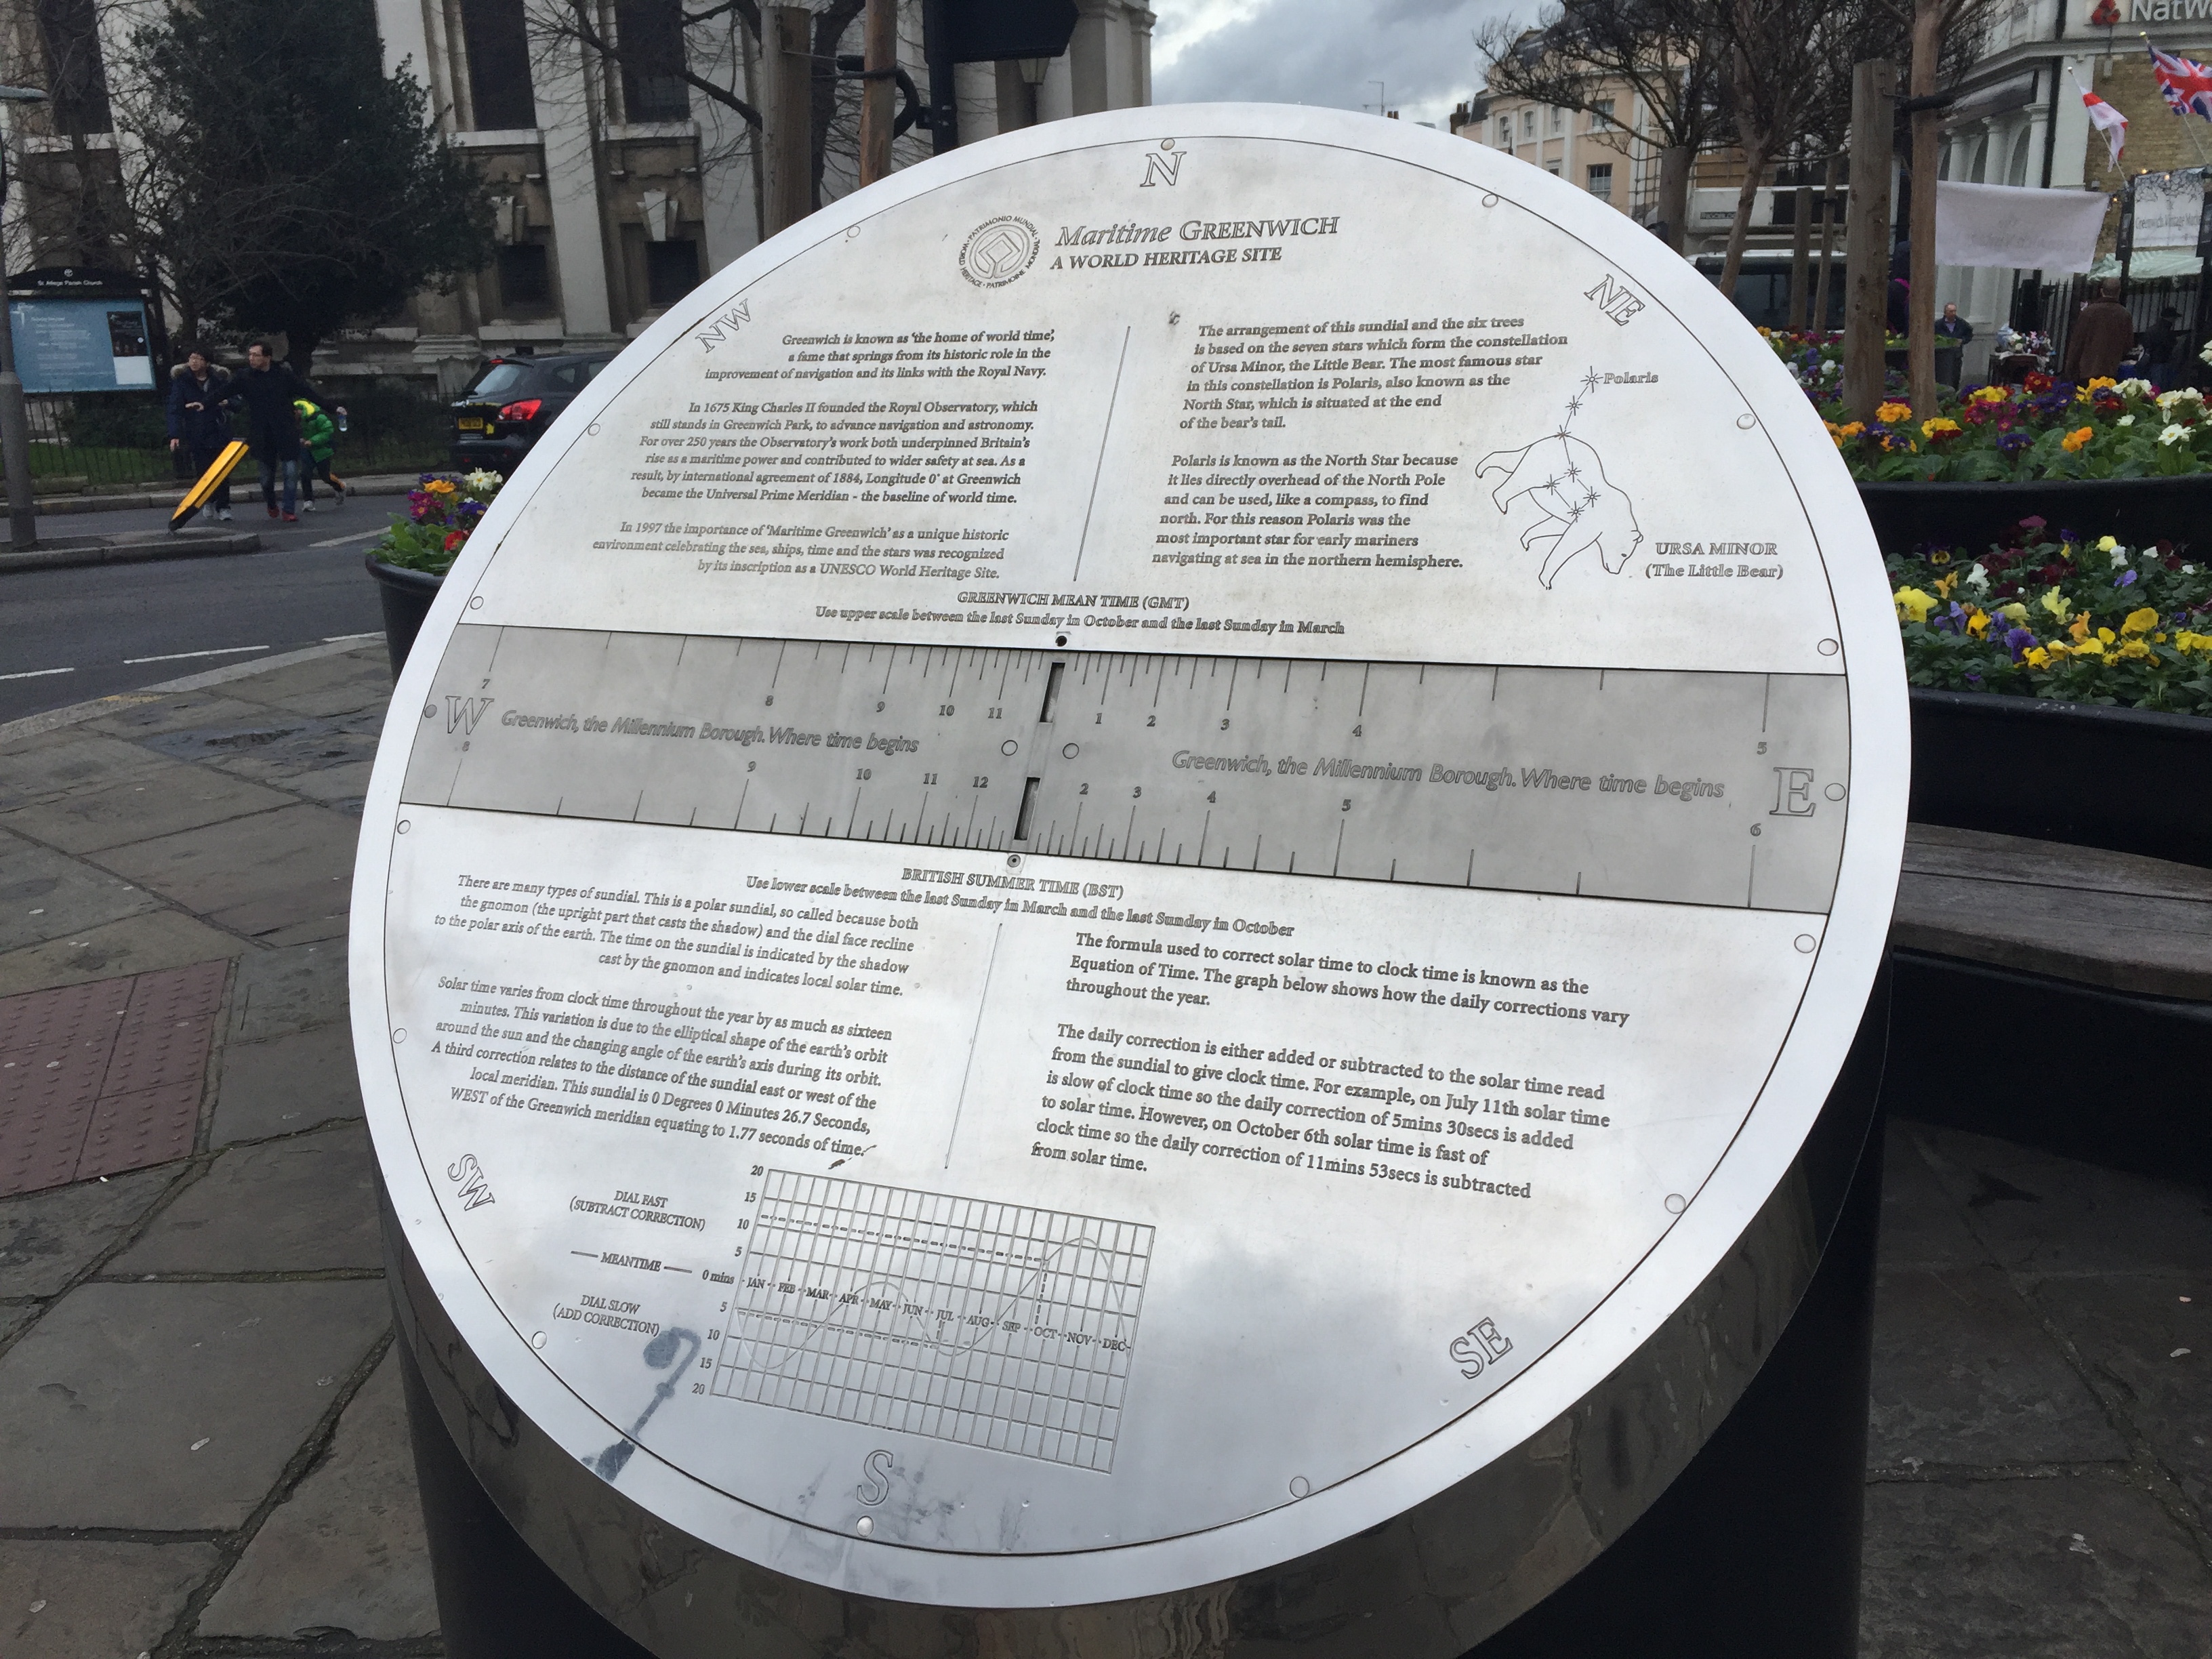 NatWe
N
WORLD HERITAGE • PATRIMOINE MONDIAL • PATRIMONIO MUNDIAL
Maritime GREENWICH
A WORLD HERITAGE SITE
NW
NE
Greenwich is known as 'the home of world time',
a fame that springs from its historic role in the
improvement of navigation and its links with the Royal Navy.
In 1675 King Charles II founded the Royal Observatory, which
still stands in Greenwich Park, to advance navigation and astronomy.
For over 250 years the Observatory's work both underpinned Britain's
rise as a maritime power and contributed to wider safety at sea. As a
result, by international agreement of 1884, Longitude 0° at Greenwich
became the Universal Prime Meridian - the baseline of world time.
In 1997 the importance of 'Maritime Greenwich' as a unique historic
environment celebrating the sea, ships, time and the stars was recognized
by its inscription as a UNESCO World Heritage Site.
The arrangement of this sundial and the six trees
is based on the seven stars which form the constellation
of Ursa Minor, the Little Bear. The most famous star
in this constellation is Polaris, also known as the
North Star, which is situated at the end
of the bear's tail.
Polaris is known as the North Star because
it lies directly overhead of the North Pole
and can be used, like a compass, to find
north. For this reason Polaris was the
most important star for early mariners
navigating at sea in the northern hemisphere.
Polaris
URSA MINOR
(The Little Bear)
GREENWICH MEAN TIME (GMT)
Use upper scale between the last Sunday in October and the last Sunday in March
7 8 9 10 11 1 2 3 4 5
W Greenwich, the Millennium Borough. Where time begins
Greenwich, the Millennium Borough. Where time begins E
8 9 10 11 12 2 3 4 5 6
BRITISH SUMMER TIME (BST)
Use lower scale between the last Sunday in March and the last Sunday in October
There are many types of sundial. This is a polar sundial, so called because both
the gnomon (the upright part that casts the shadow) and the dial face recline
to the polar axis of the earth. The time on the sundial is indicated by the shadow
cast by the gnomon and indicates local solar time.
Solar time varies from clock time throughout the year by as much as sixteen
minutes. This variation is due to the elliptical shape of the earth's orbit
around the sun and the changing angle of the earth's axis during its orbit.
A third correction relates to the distance of the sundial east or west of the
local meridian. This sundial is 0 Degrees 0 Minutes 26.7 Seconds,
WEST of the Greenwich meridian equating to 1.77 seconds of time.
The formula used to correct solar time to clock time is known as the
Equation of Time. The graph below shows how the daily corrections vary
throughout the year.
The daily correction is either added or subtracted to the solar time read
from the sundial to give clock time. For example, on July 11th solar time
is slow of clock time so the daily correction of 5mins 30secs is added
to solar time. However, on October 6th solar time is fast of
clock time so the daily correction of 11mins 53secs is subtracted
from solar time.
SW
SE
DIAL FAST
(SUBTRACT CORRECTION)
MEANTIME
DIAL SLOW
(ADD CORRECTION)
20
15
10
5
0 mins JAN FEB MAR APR MAY JUN JUL AUG SEP OCT NOV DEC
5
10
15
20
S
St Alfege Parish Church